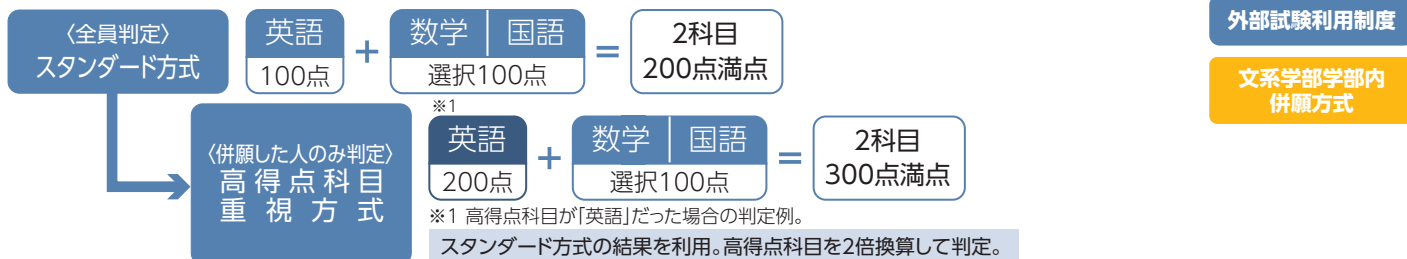 〈全員判定〉
スタンダード方式
英語
100点
+
数学 国語
選択100点
=
2科目
200点満点
外部試験利用制度
文系学部学部内
併願方式
〈併願した人のみ判定〉
高得点科目
重視方式
※1
英語
200点
+
数学 国語
選択100点
=
2科目
300点満点
※1 高得点科目が「英語」だった場合の判定例。
スタンダード方式の結果を利用。高得点科目を2倍換算して判定。